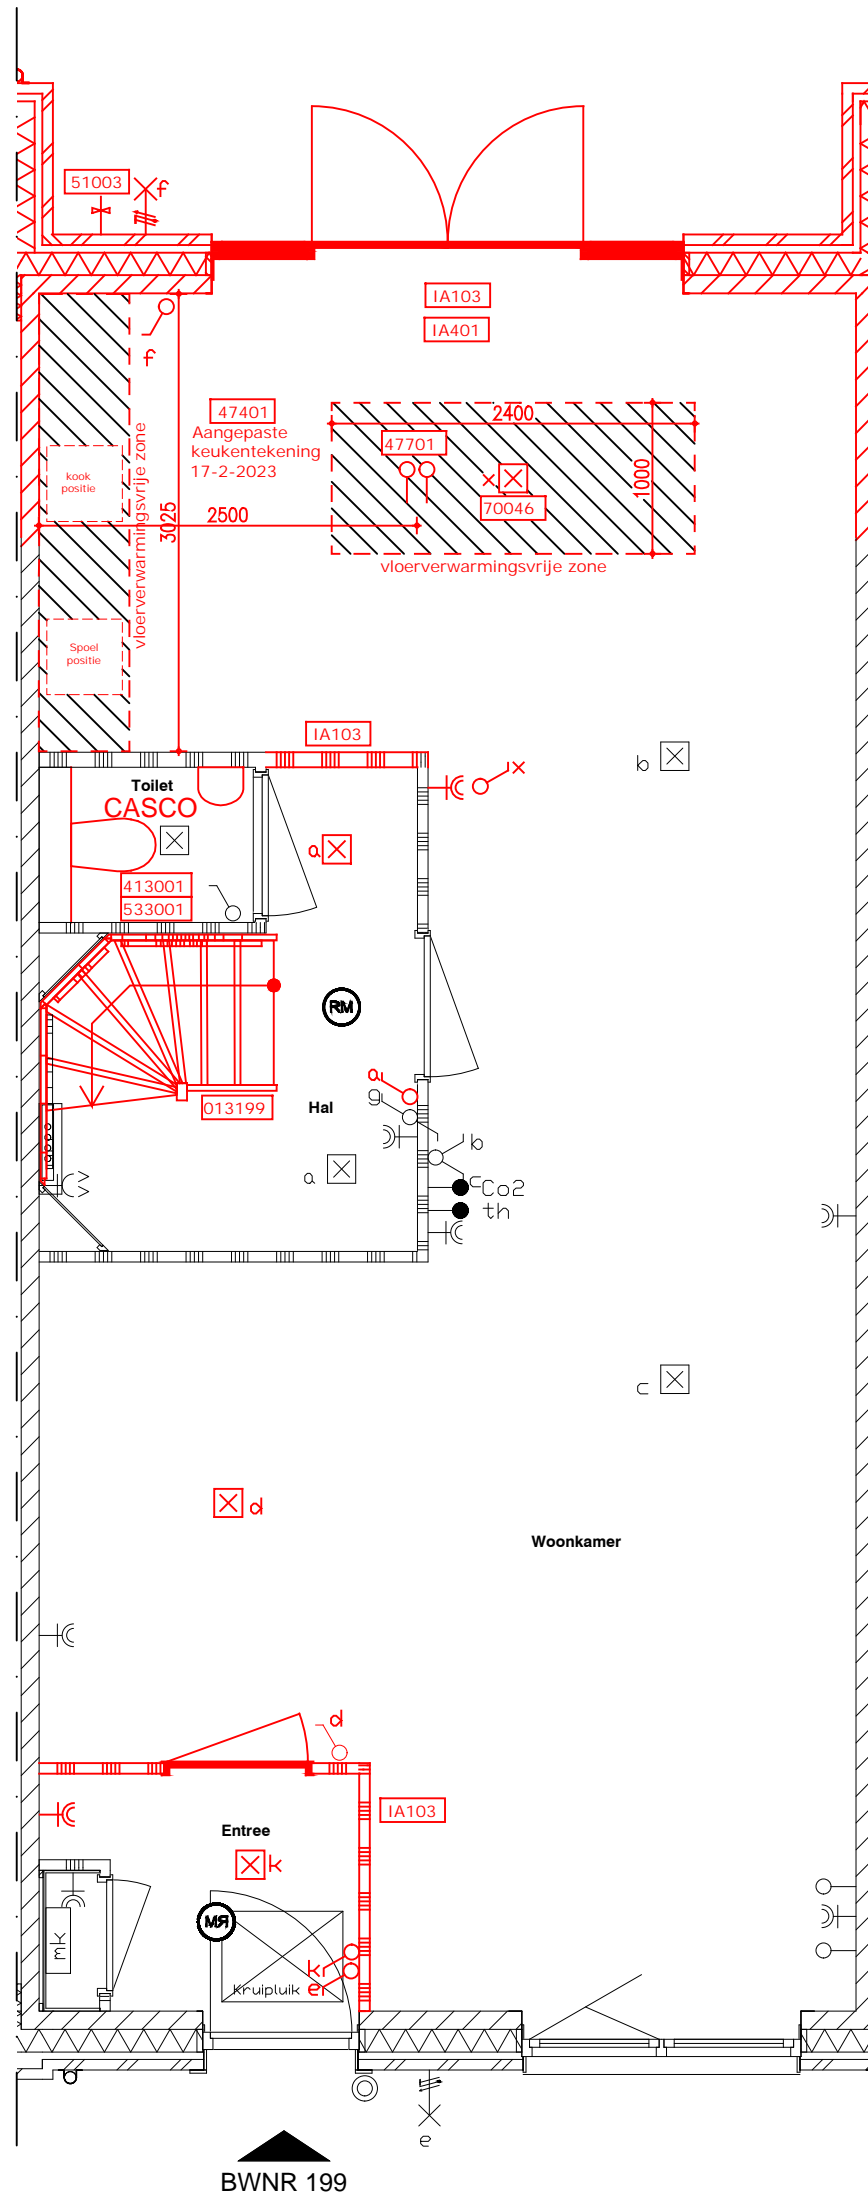 51003
f
IA103
IA401
f
47401
Aangepaste
keukentekening
17-2-2023
2400
47701
x
70046
1000
kook
positie
vloerverwarmingsvrije zone
3025
2500
vloerverwarmingsvrije zone
Spoel
positie
IA103
b
x
Toilet
CASCO
a
413001
533001
RM
a
g
013199
Hal
b
a
c
Co2
th
c
d
Woonkamer
d
IA103
Entree
k
RM
mk
k
e
Kruipluik
e
BWNR 199